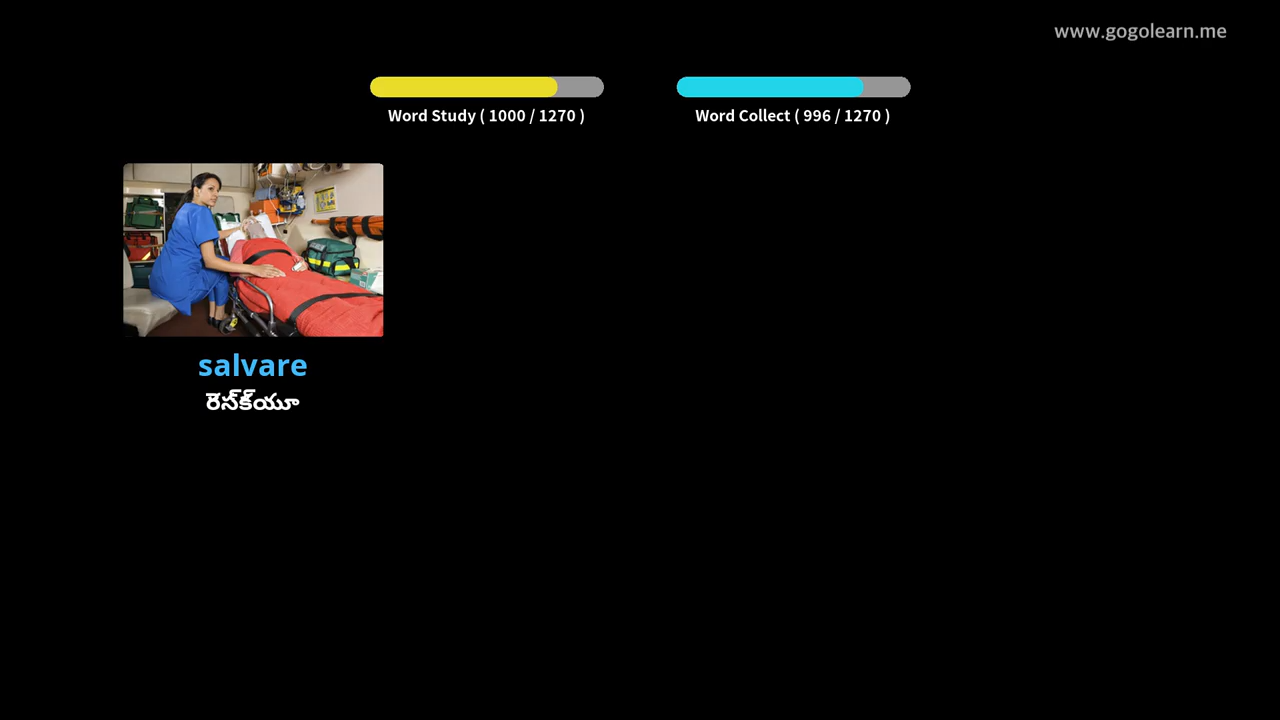 www.gogolearn.me
Word Study ( 1000 / 1270 )
Word Collect ( 996 / 1270 )
salvare
రెస్‌క్‌యూ